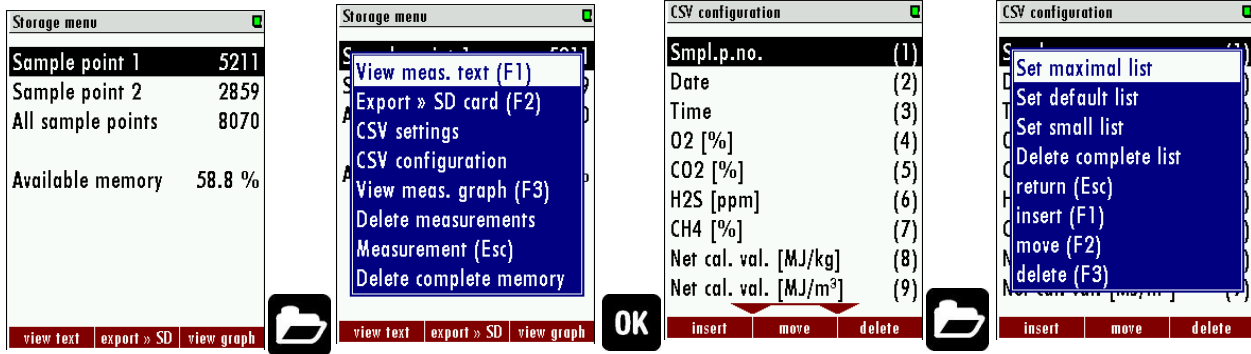 Storage menu
Sample point 1 5211
Sample point 2 2859
All sample points 8070
Available memory 58.8 %
view text export » SD view graph
Storage menu
View meas. text (F1)
Export » SD card (F2)
CSV settings
CSV configuration
View meas. graph (F3)
Delete measurements
Measurement (Esc)
Delete complete memory
view text export » SD view graph
OK
CSV configuration
Smpl.p.no. (1)
Date (2)
Time (3)
O2 [%] (4)
CO2 [%] (5)
H2S [ppm] (6)
CH4 [%] (7)
Net cal. val. [MJ/kg] (8)
Net cal. val. [MJ/m³] (9)
insert move delete
CSV configuration
Set maximal list
Set default list
Set small list
Delete complete list
return (Esc)
insert (F1)
move (F2)
delete (F3)
insert move delete